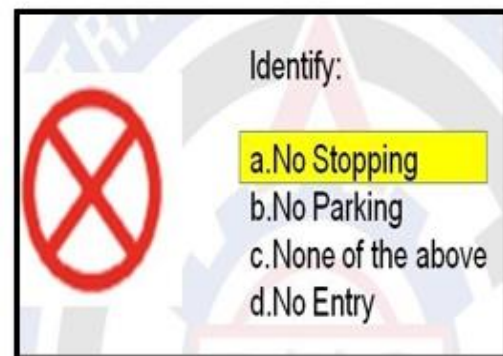 Identify:
a.No Stopping
b.No Parking
c.None of the above
d.No Entry